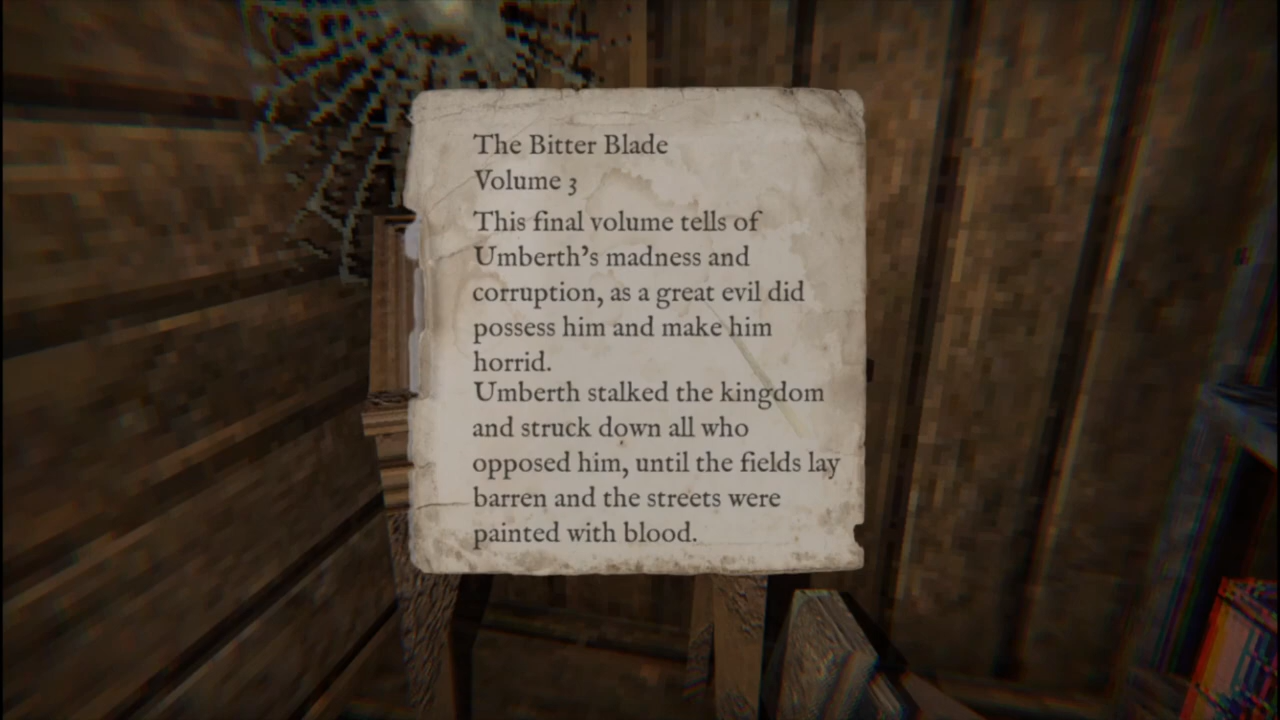 The Bitter Blade
Volume 3
This final volume tells of
Umberth's madness and
corruption, as a great evil did
possess him and make him
horrid.
Umberth stalked the kingdom
and struck down all who
opposed him, until the fields lay
barren and the streets were
painted with blood.